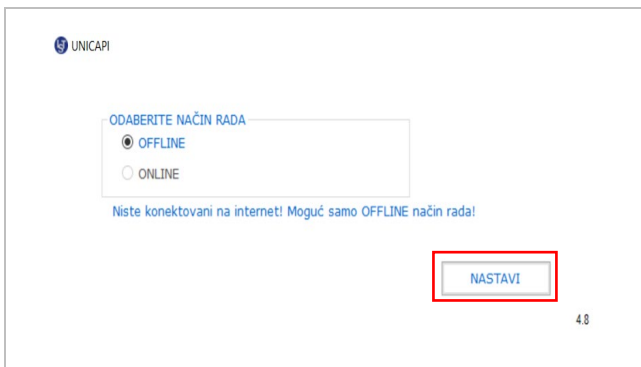 UNICAPI
ODABERITE NAČIN RADA
OFFLINE
ONLINE
Niste konektovani na internet! Moguć samo OFFLINE način rada!
NASTAVI
4.8